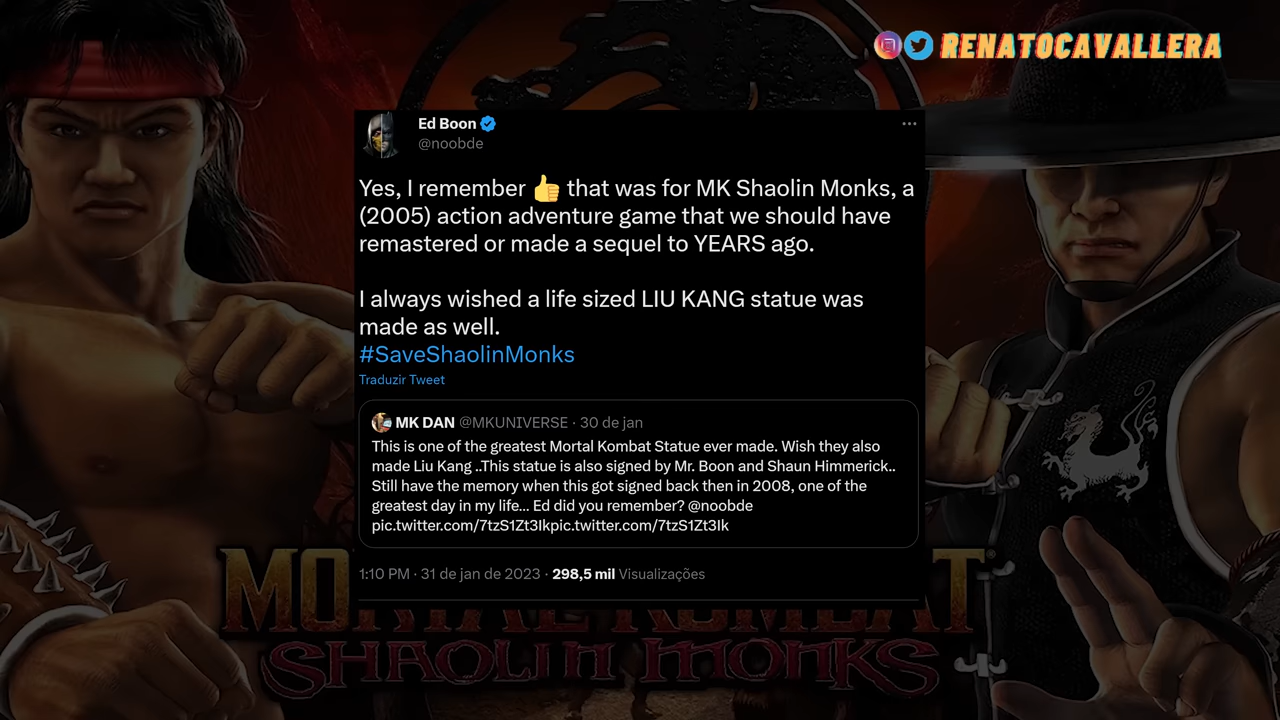 RENATOCAVALLERA
Ed Boon
@noobde
Yes, I remember 👍 that was for MK Shaolin Monks, a
(2005) action adventure game that we should have
remastered or made a sequel to YEARS ago.
I always wished a life sized LIU KANG statue was
made as well.
#SaveShaolinMonks
Traduzir Tweet
MK DAN @MKUNIVERSE · 30 de jan
This is one of the greatest Mortal Kombat Statue ever made. Wish they also
made Liu Kang ..This statue is also signed by Mr. Boon and Shaun Himmerick..
Still have the memory when this got signed back then in 2008, one of the
greatest day in my life... Ed did you remember? @noobde
pic.twitter.com/7tzS1Zt3Ikpic.twitter.com/7tzS1Zt3Ik
1:10 PM · 31 de jan de 2023 · 298,5 mil Visualizações
MORTAL KOMBAT®
SHAOLIN MONKS